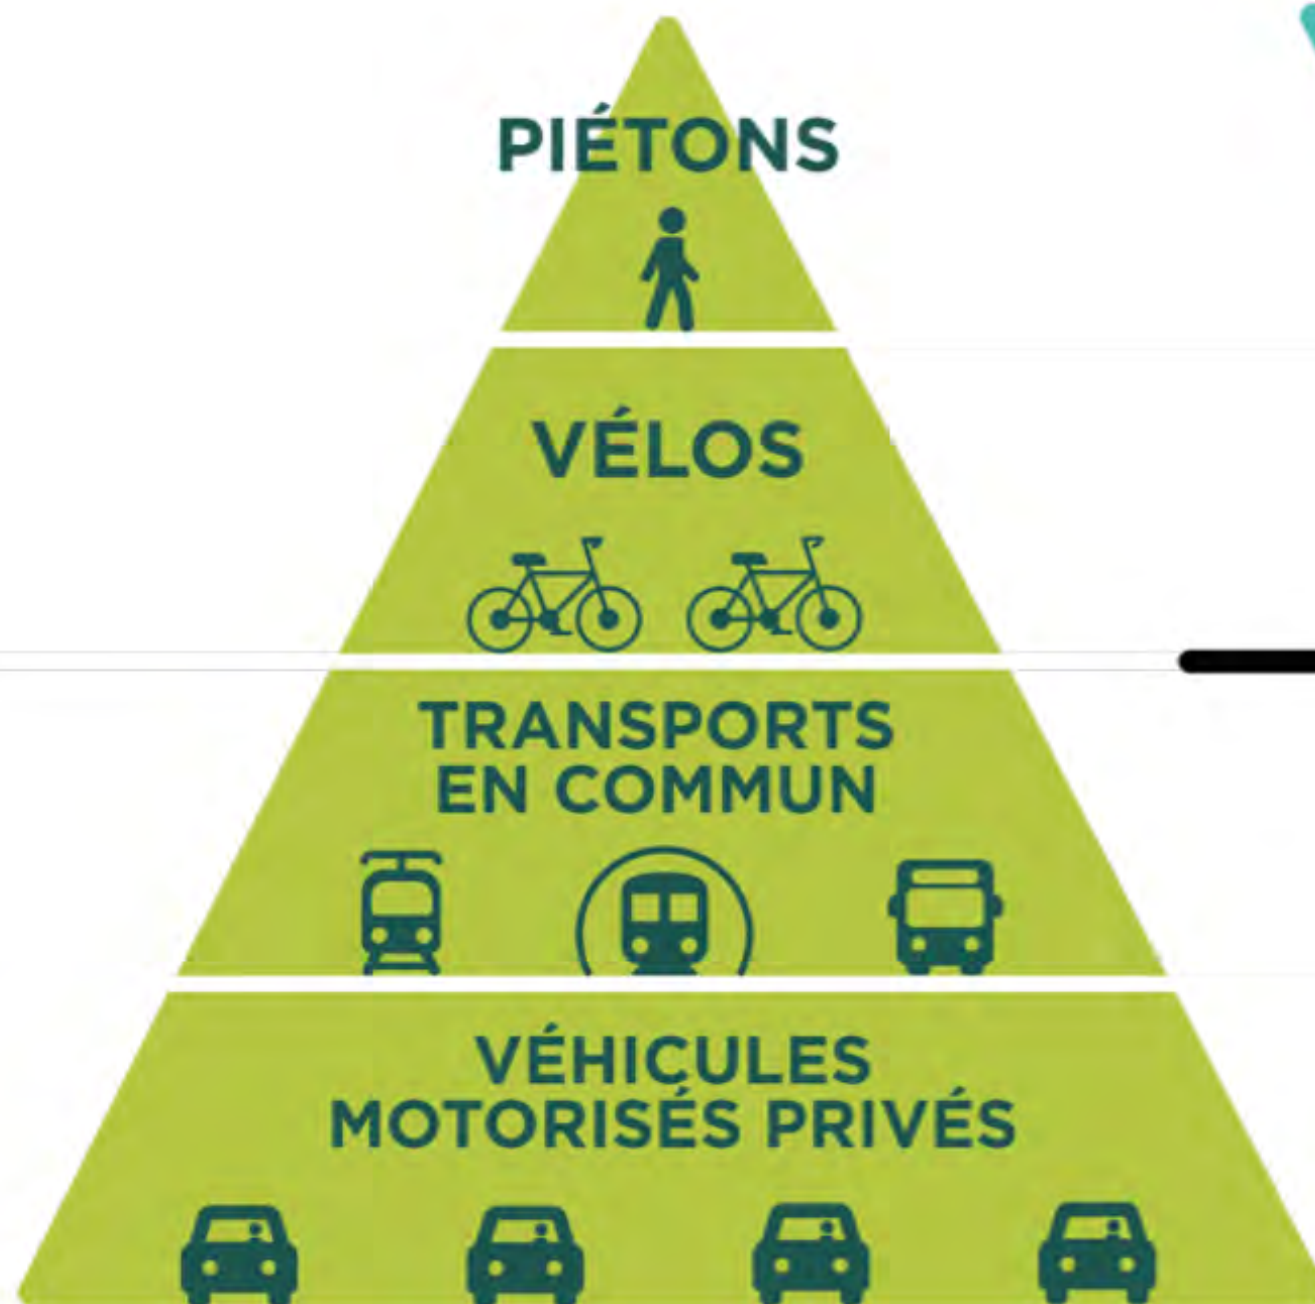 PIÉTONS
VÉLOS
TRANSPORTS
EN COMMUN
VÉHICULES
MOTORISÉS PRIVÉS